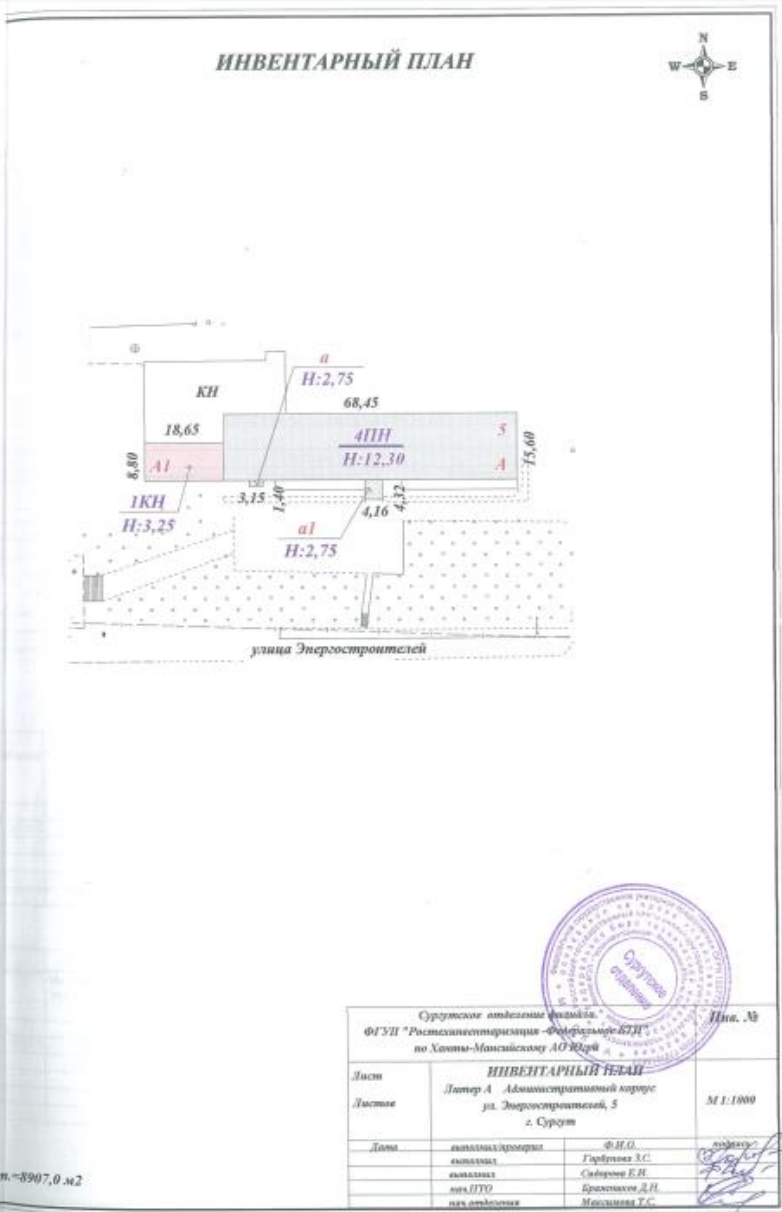 ИНВЕНТАРНЫЙ ПЛАН
N
W E
S
а
Н:2,75
КН
68,45
18,65
4ПН
Н:12,30
5
А
15,60
8,80
А1
1КН
Н:3,25
3,15
1,40
4,16
4,32
а1
Н:2,75
улица Энергостроителей
Сургутское отделение
Сургутское отделение филиала
Инв. №
ФГУП "Ростехинвентаризация -Федеральное БТИ"
по Ханты-Мансийскому АО Югра
Лист
Листов
ИНВЕНТАРНЫЙ ПЛАН
Литер А Административный корпус
ул. Энергостроителей, 5
г. Сургут
М 1:1000
Дата выполнил/проверил Ф.И.О. подпись
выполнил Горбунова З.С.
выполнил Сидорова Е.Н.
нач.ПТО Бражников Д.Н.
нач.отделения Максимова Т.С.
т.=8907,0 м2